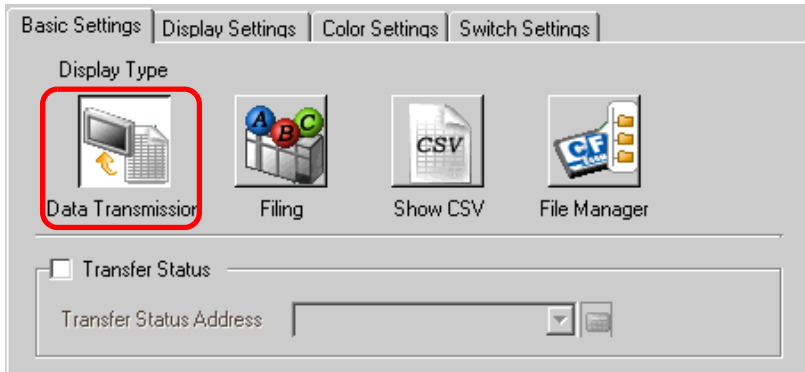 Basic Settings Display Settings Color Settings Switch Settings
Display Type
A B C CSV CF
Data Transmission Filing Show CSV File Manager
Transfer Status
Transfer Status Address